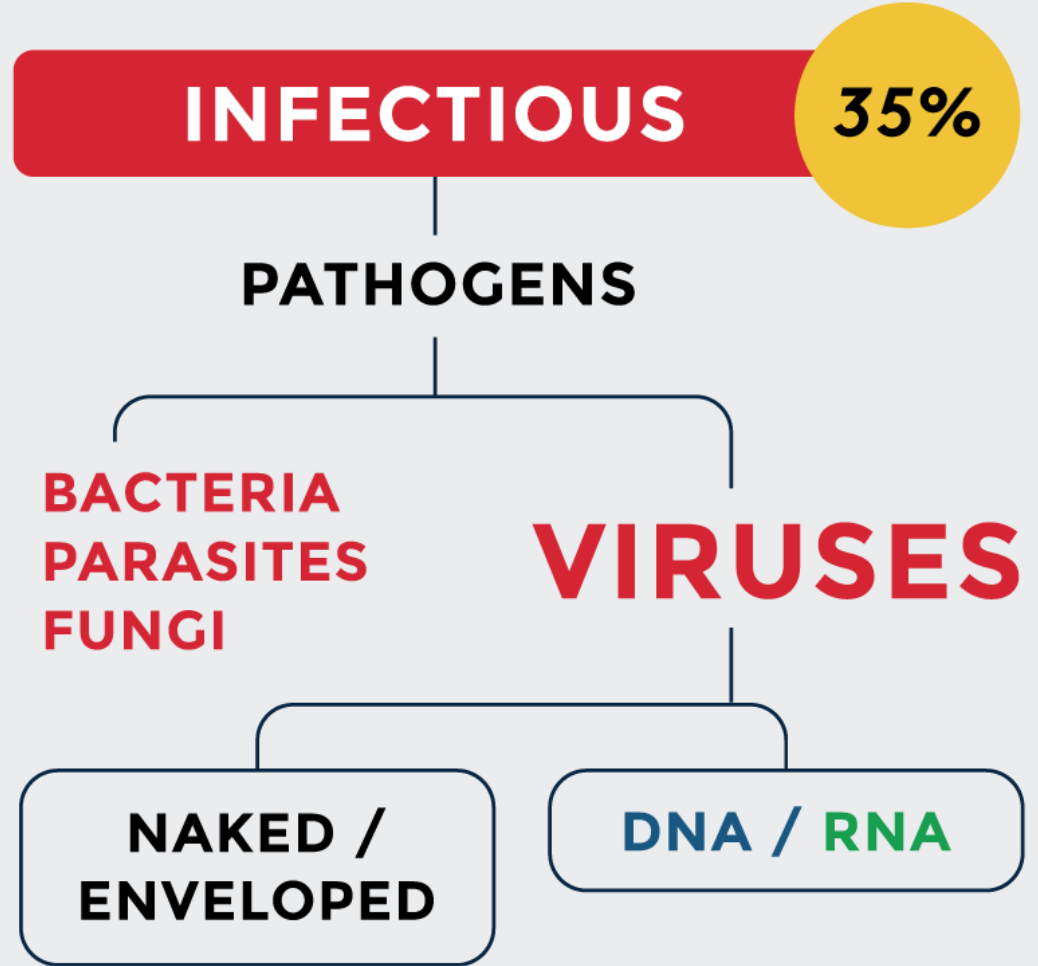 INFECTIOUS
35%
PATHOGENS
BACTERIA
PARASITES
FUNGI
VIRUSES
NAKED /
ENVELOPED
DNA / RNA